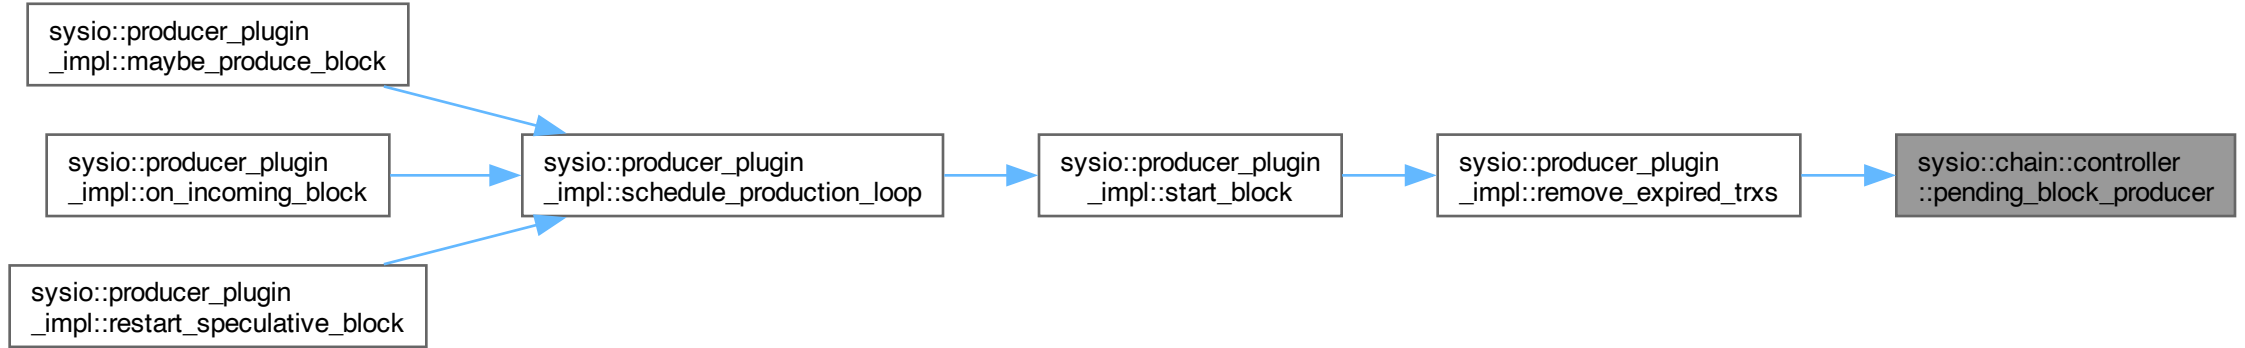 sysio::producer_plugin
_impl::maybe_produce_block
sysio::producer_plugin
_impl::on_incoming_block
sysio::producer_plugin
_impl::restart_speculative_block
sysio::producer_plugin
_impl::schedule_production_loop
sysio::producer_plugin
_impl::start_block
sysio::producer_plugin
_impl::remove_expired_trxs
sysio::chain::controller
::pending_block_producer